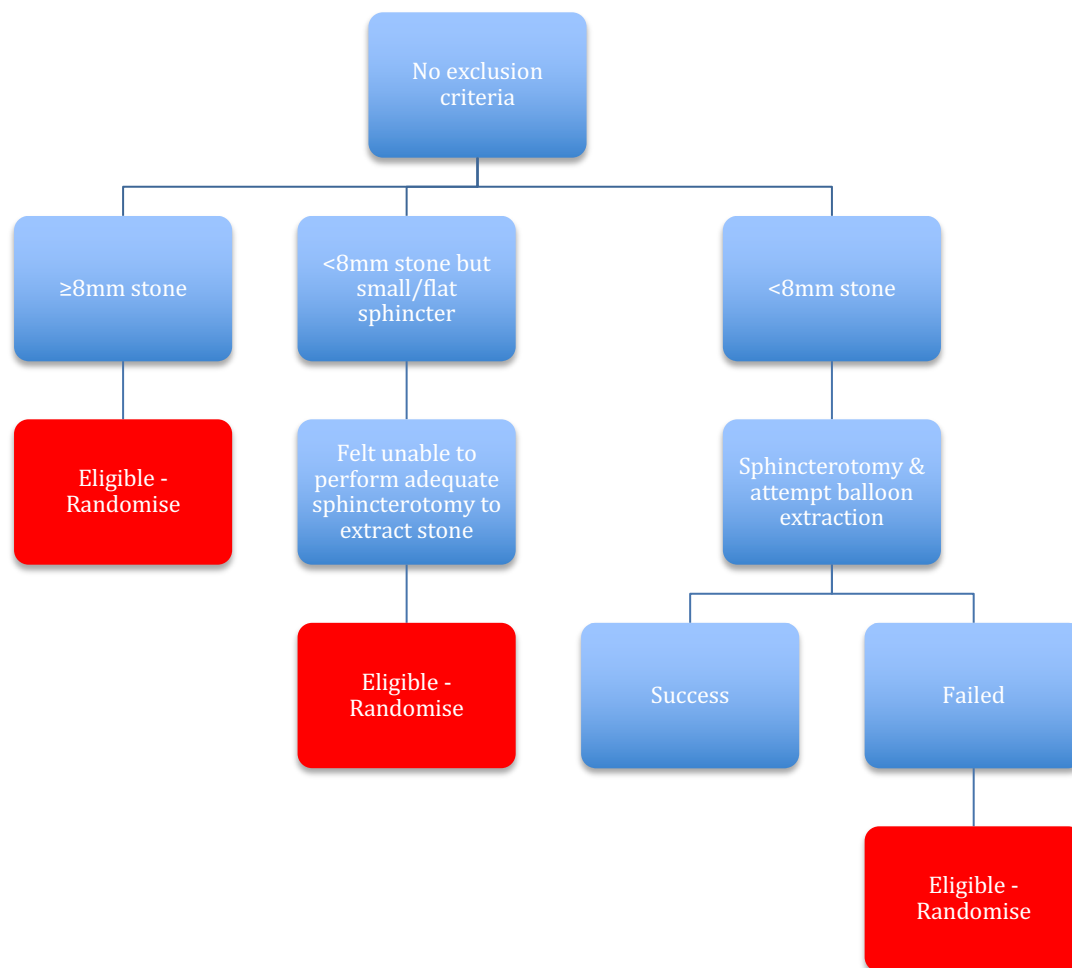 No exclusion
criteria
≥8mm stone
<8mm stone but
small/flat
sphincter
<8mm stone
Eligible -
Randomise
Felt unable to
perform adequate
sphincterotomy to
extract stone
Sphincterotomy &
attempt balloon
extraction
Eligible -
Randomise
Success
Failed
Eligible -
Randomise